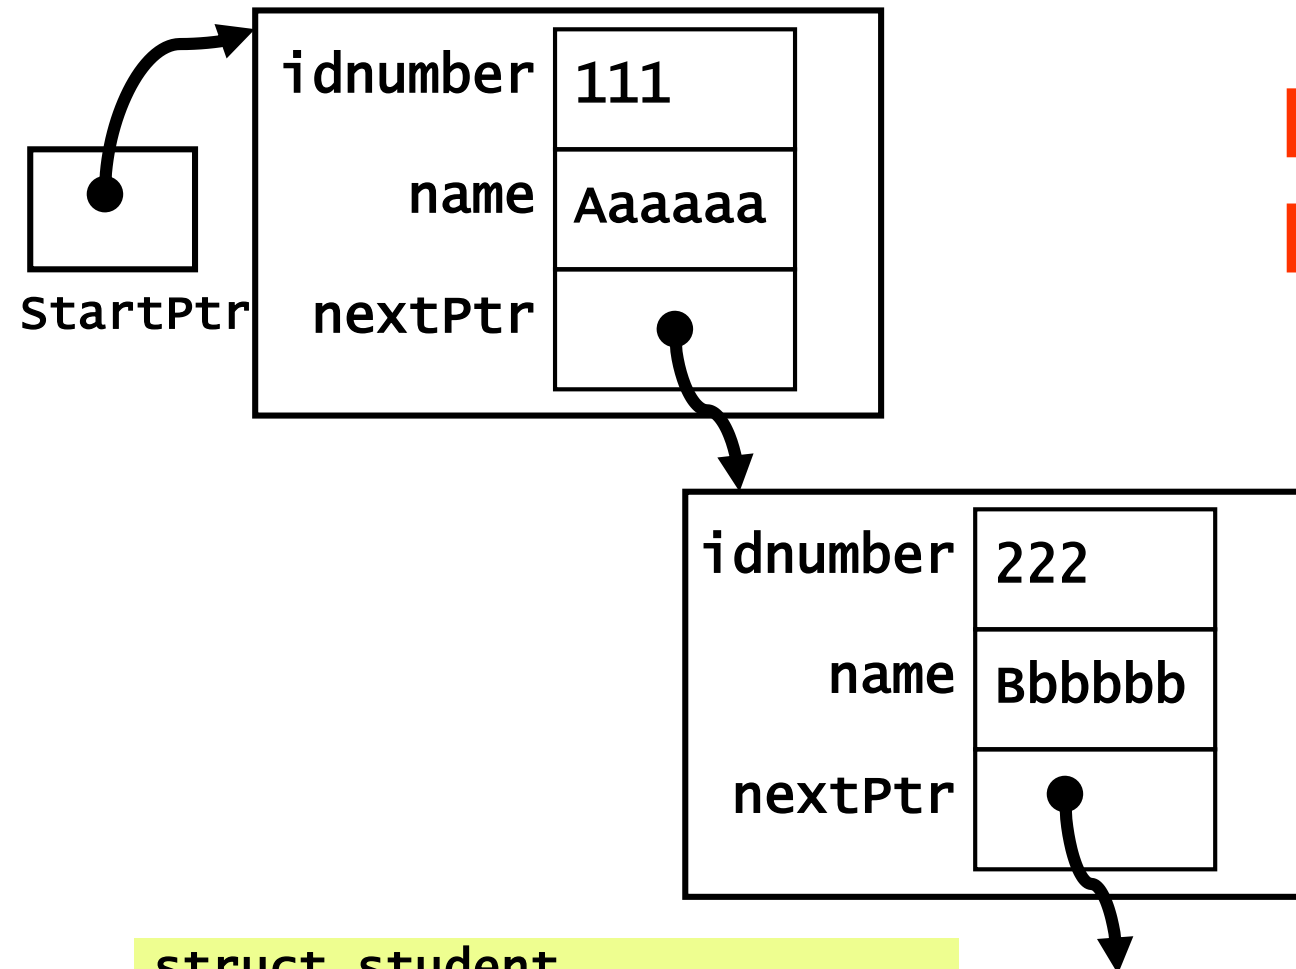 idnumber 111
name Aaaaaa
StartPtr nextPtr
idnumber 222
name Bbbbbb
nextPtr
struct student